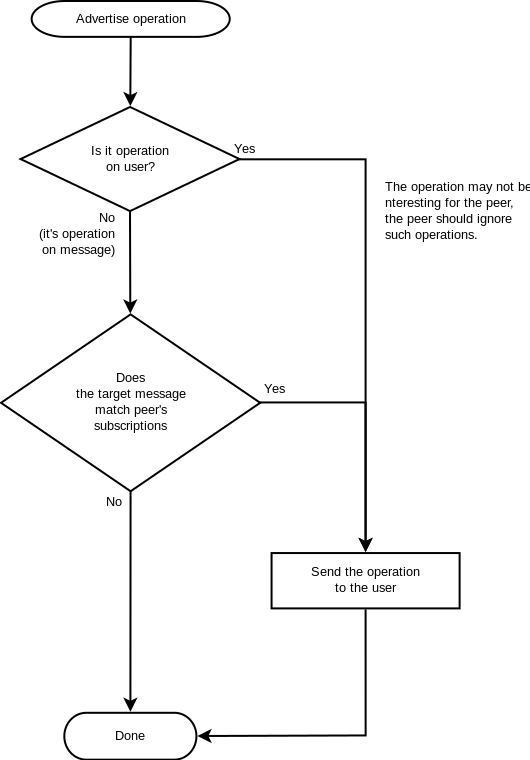 Advertise operation
Is it operation
on user?
Yes
The operation may not be
nteresting for the peer,
the peer should ignore
such operations.
No
(it's operation
on message)
Does
the target message
match peer's
subscriptions
Yes
No
Send the operation
to the user
Done